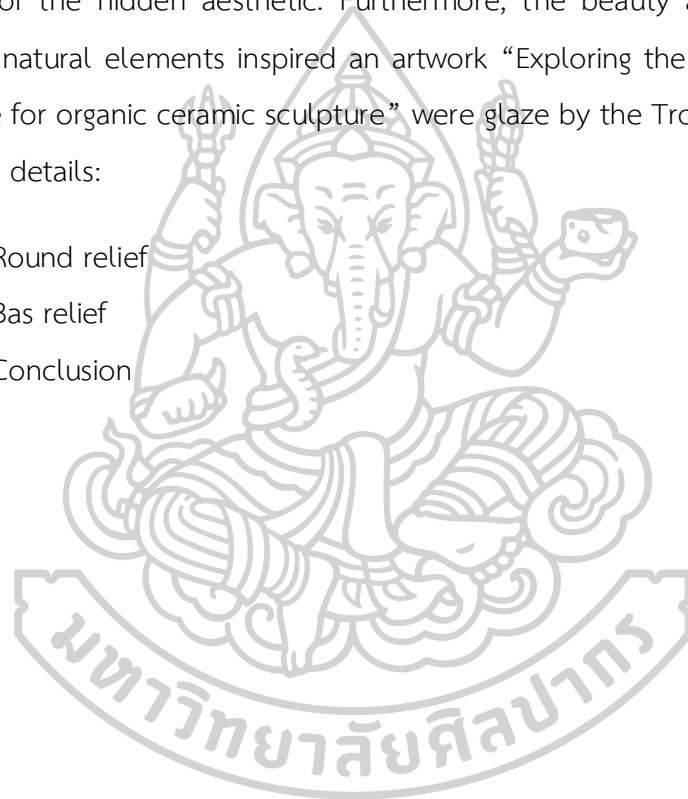 of the hidden aesthetic. Furthermore, the beauty a
natural elements inspired an artwork “Exploring the
for organic ceramic sculpture” were glaze by the Tro
details:
Round relief
Bas relief
Conclusion
มหาวิทยาลัยศิลปากร